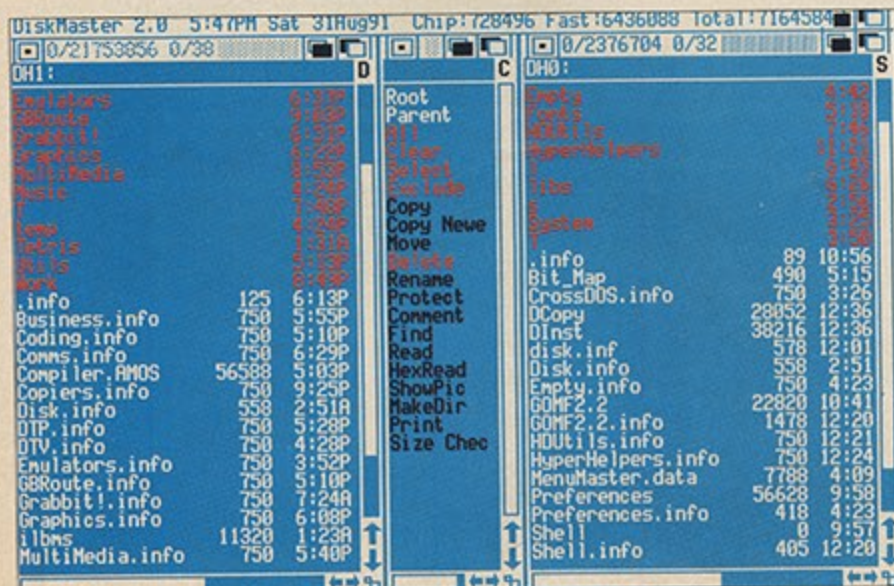 DiskMaster 2.0 5:47PM Sat 31Aug91 Chip:728496 Fast:6436088 Total:7164584
0/21753856 0/38
DH1: D
Emulators 6:33P
GBRoute
Grabbit!
Graphics
MultiMedia
Music 4:24P
T
temp
Tetris 1:31A
Utils
Work
.info 125 6:13P
Business.info 750 5:55P
Coding.info 750 5:10P
Comms.info 750 6:29P
Compiler.AMOS 56588 5:03P
Copiers.info 750 9:25P
Disk.info 558 2:51A
DTP.info 750 5:28P
DTV.info 750 4:28P
Emulators.info 750 3:52P
GBRoute.info 750 5:10P
Grabbit!.info 750 7:24A
Graphics.info 750 6:08P
ilbms 11320 1:23A
MultiMedia.info 750 5:40P
C
Root
Parent
All
Clear
Select
Exclude
Copy
Copy Newe
Move
Delete
Rename
Protect
Comment
Find
Read
HexRead
ShowPic
MakeDir
Print
Size Chec
0/2376704 0/32
DH0: S
Empty 4:42
Fonts
HDUtils
HyperHelpers
l
libs
s
System
.info 89 10:56
Bit_Map 490 5:15
CrossDOS.info 750 3:26
DCopy 28052 12:36
DInst 38216 12:36
disk.inf 578 12:01
Disk.info 558 2:51
Empty.info 750 4:23
GOMF2.2 22820 10:41
GOMF2.2.info 1478 12:20
HDUtils.info 750 12:21
HyperHelpers.info 750 12:24
MenuMaster.data 7788 4:09
Preferences 56628 9:58
Preferences.info 418 4:23
Shell 0 9:57
Shell.info 405 12:20